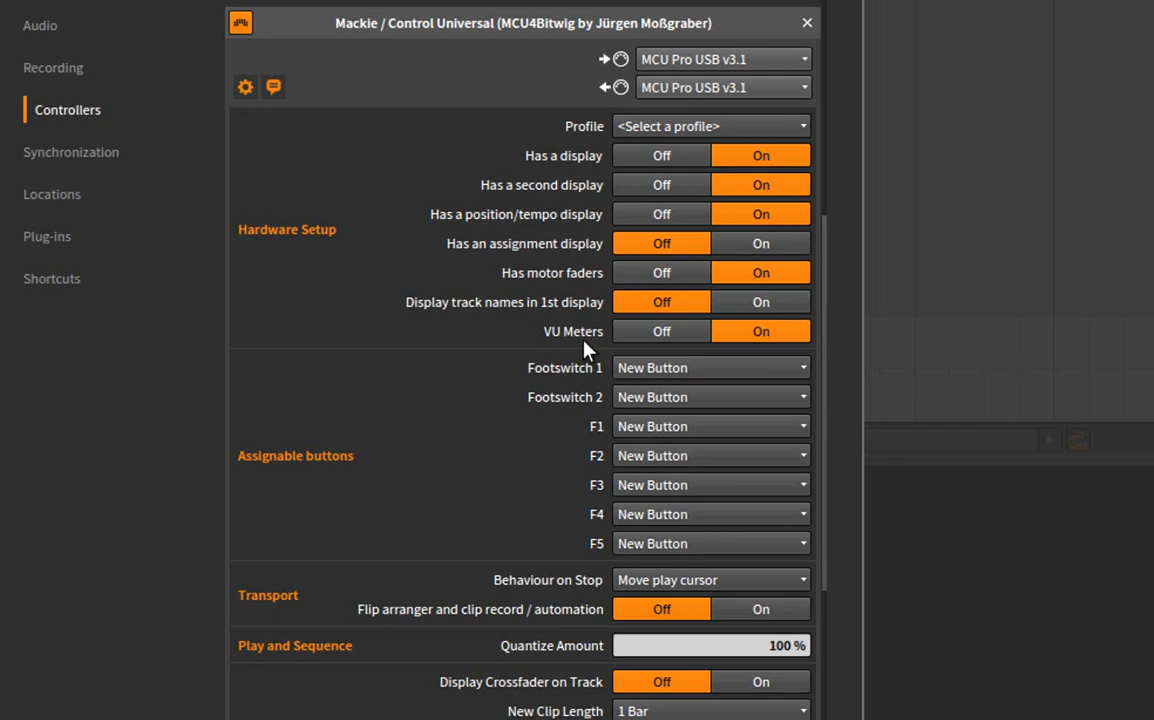 Audio
Recording
Controllers
Synchronization
Locations
Plug-ins
Shortcuts
Mackie / Control Universal (MCU4Bitwig by Jürgen Moßgraber)
MCU Pro USB v3.1
MCU Pro USB v3.1
Profile <Select a profile>
Hardware Setup
Has a display Off On
Has a second display Off On
Has a position/tempo display Off On
Has an assignment display Off On
Has motor faders Off On
Display track names in 1st display Off On
VU Meters Off On
Assignable buttons
Footswitch 1 New Button
Footswitch 2 New Button
F1 New Button
F2 New Button
F3 New Button
F4 New Button
F5 New Button
Transport
Behaviour on Stop Move play cursor
Flip arranger and clip record / automation Off On
Play and Sequence Quantize Amount 100 %
Display Crossfader on Track Off On
New Clip Length 1 Bar